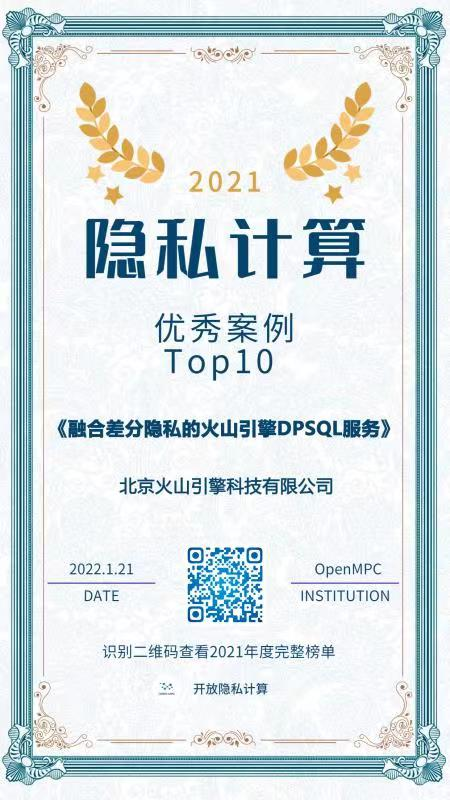 2021
隐私计算
优秀案例
Top10
《融合差分隐私的火山引擎DPSQL服务》
北京火山引擎科技有限公司
2022.1.21
DATE
OpenMPC
INSTITUTION
识别二维码查看2021年度完整榜单
开放隐私计算